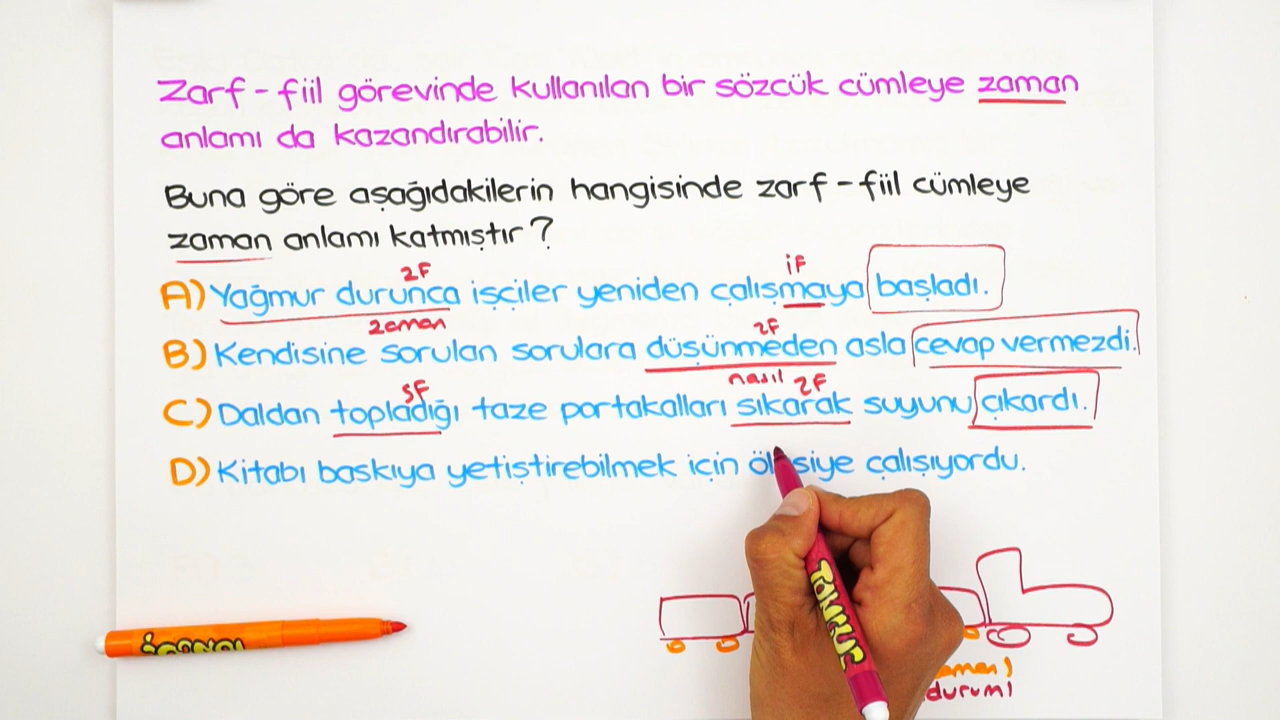 Zarf-fiil görevinde kullanılan bir sözcük cümleye zaman
anlamı da kazandırabilir.
Buna göre aşağıdakilerin hangisinde zarf-fiil cümleye
zaman anlamı katmıştır?
ZF if
A) Yağmur durunca işçiler yeniden çalışmaya başladı.
zaman ZF
B) Kendisine sorulan sorulara düşünmeden asla cevap vermezdi.
SF nasıl ZF
C) Daldan topladığı taze portakalları sıkarak suyunu çıkardı.
D) Kitabı baskıya yetiştirebilmek için çalışıyordu.
durum)